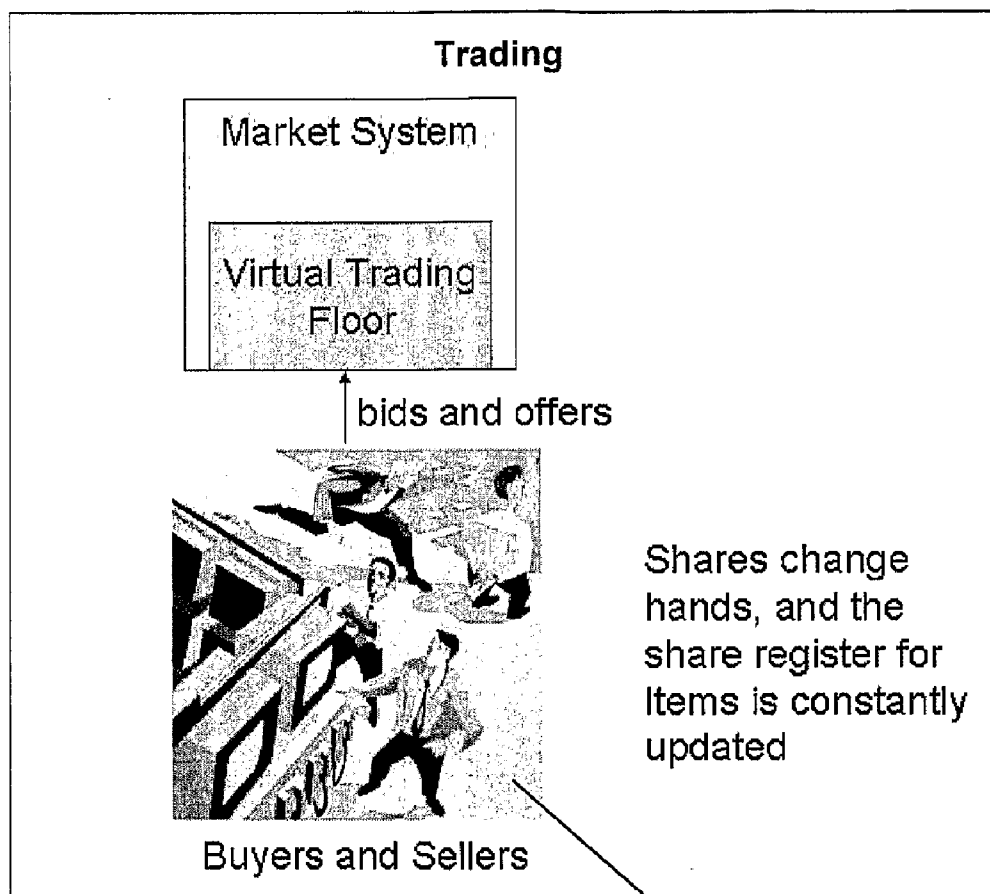 Trading
Market System
Virtual Trading
Floor
bids and offers
Shares change
hands, and the
share register for
Items is constantly
updated
Buyers and Sellers